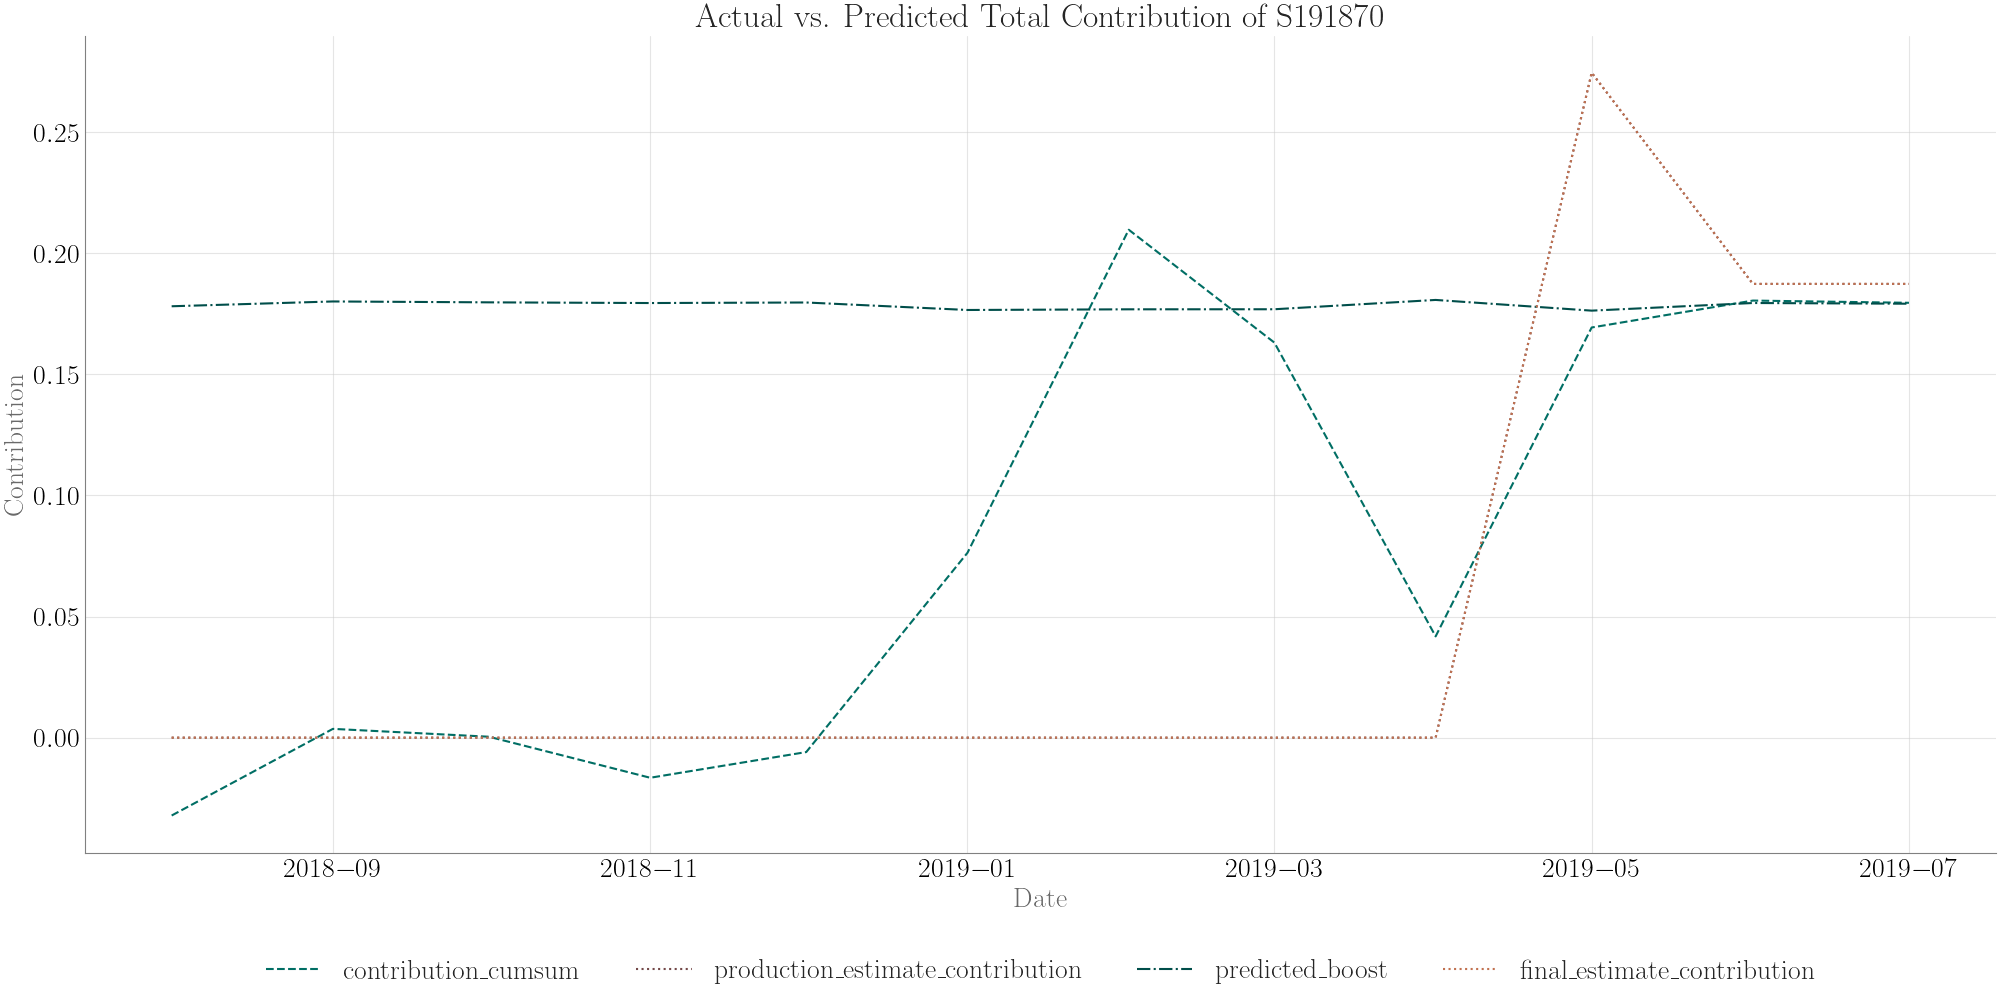 Actual vs. Predicted Total Contribution of S191870
0.25
0.20
0.15
0.10
0.05
0.00
Contribution
2018–09 2018–11 2019–01 2019–03 2019–05 2019–07
Date
contribution_cumsum production_estimate_contribution predicted_boost final_estimate_contribution